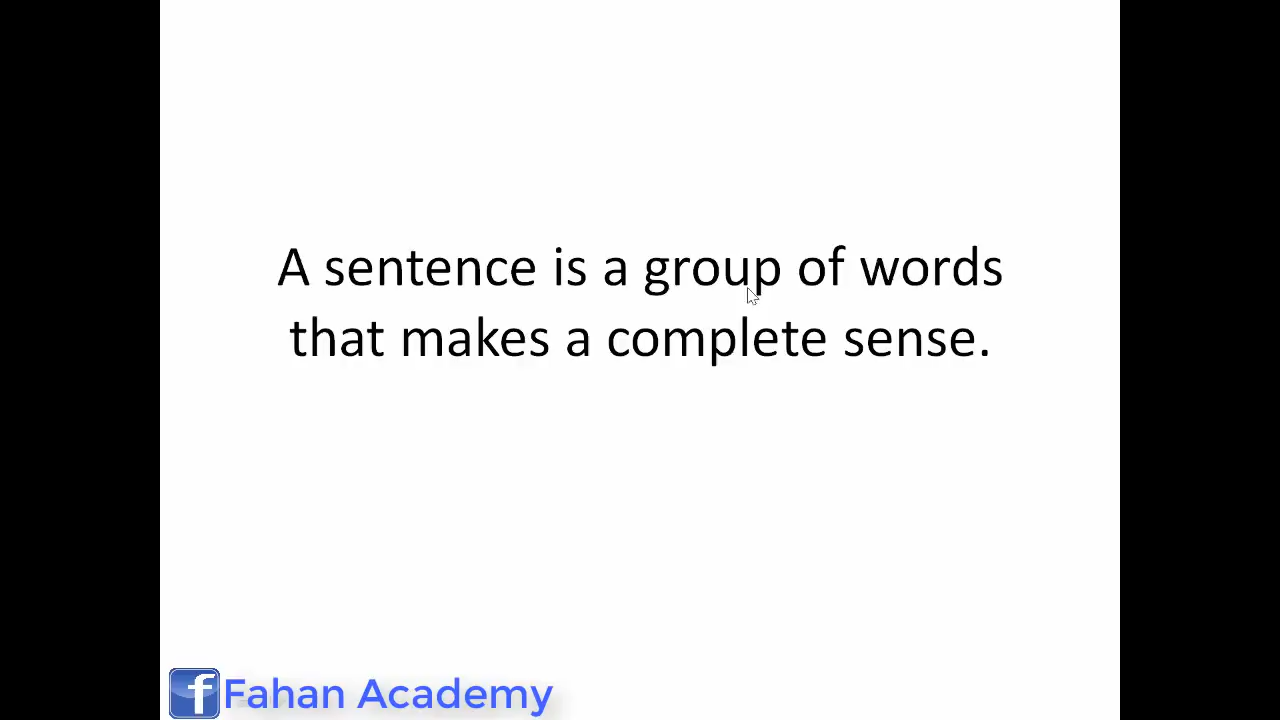 A sentence is a group of words
that makes a complete sense.
Fahan Academy